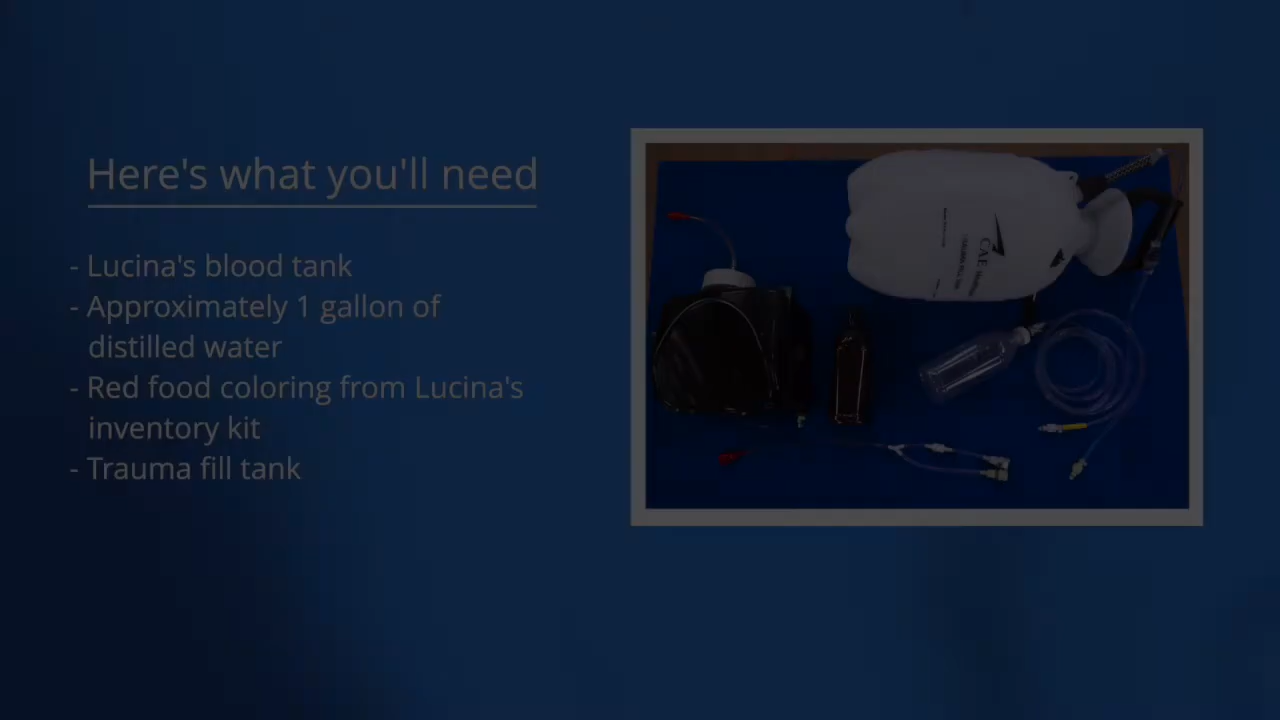 Here's what you'll need
- Lucina's blood tank
- Approximately 1 gallon of
distilled water
- Red food coloring from Lucina's
inventory kit
- Trauma fill tank
CAE